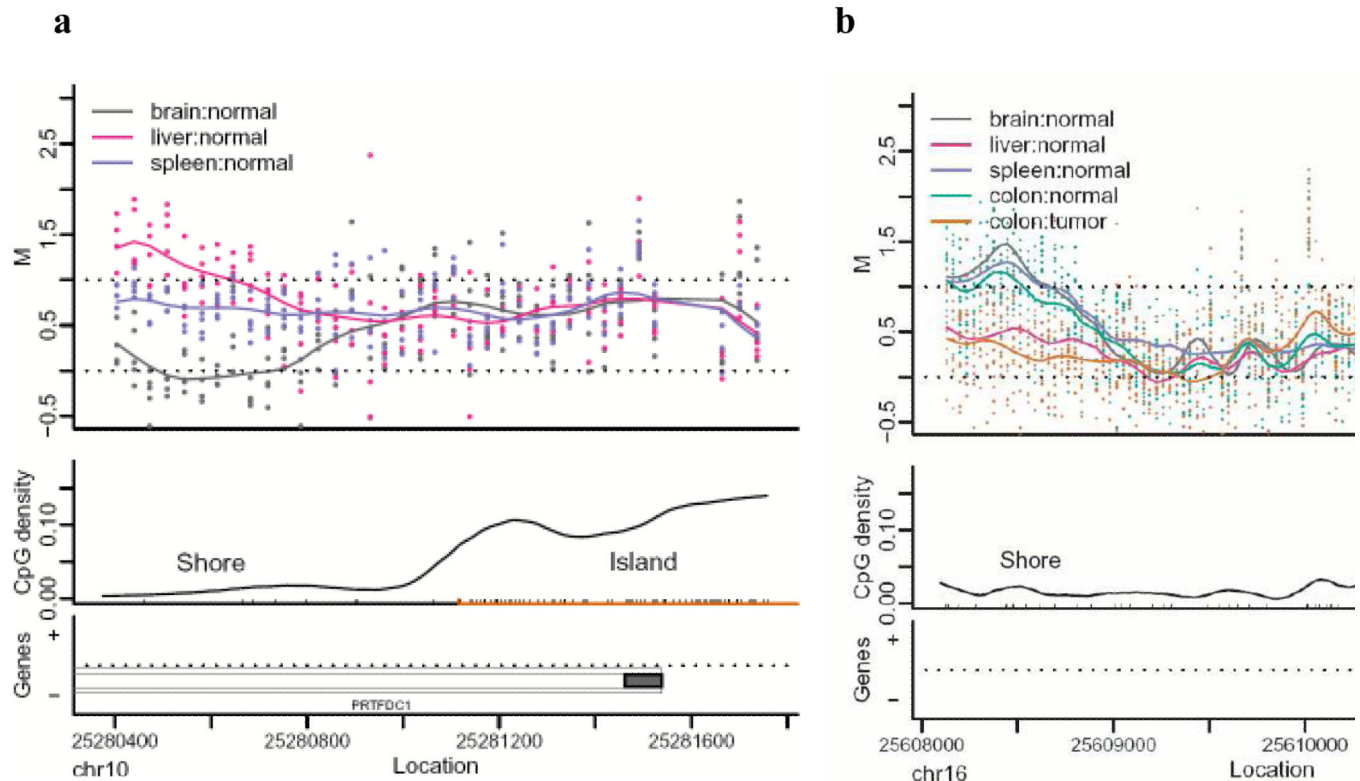 a
brain:normal
liver:normal
spleen:normal
M
2.5
1.5
0.5
−0.5
CpG density
0.10
0.00
Shore
Island
Genes
+
−
PRTFDC1
25280400
25280800
25281200
25281600
chr10
Location
b
brain:normal
liver:normal
spleen:normal
colon:normal
colon:tumor
M
2.5
1.5
0.5
−0.5
CpG density
0.10
0.00
Shore
Genes
+
−
25608000
25609000
25610000
chr16
Location